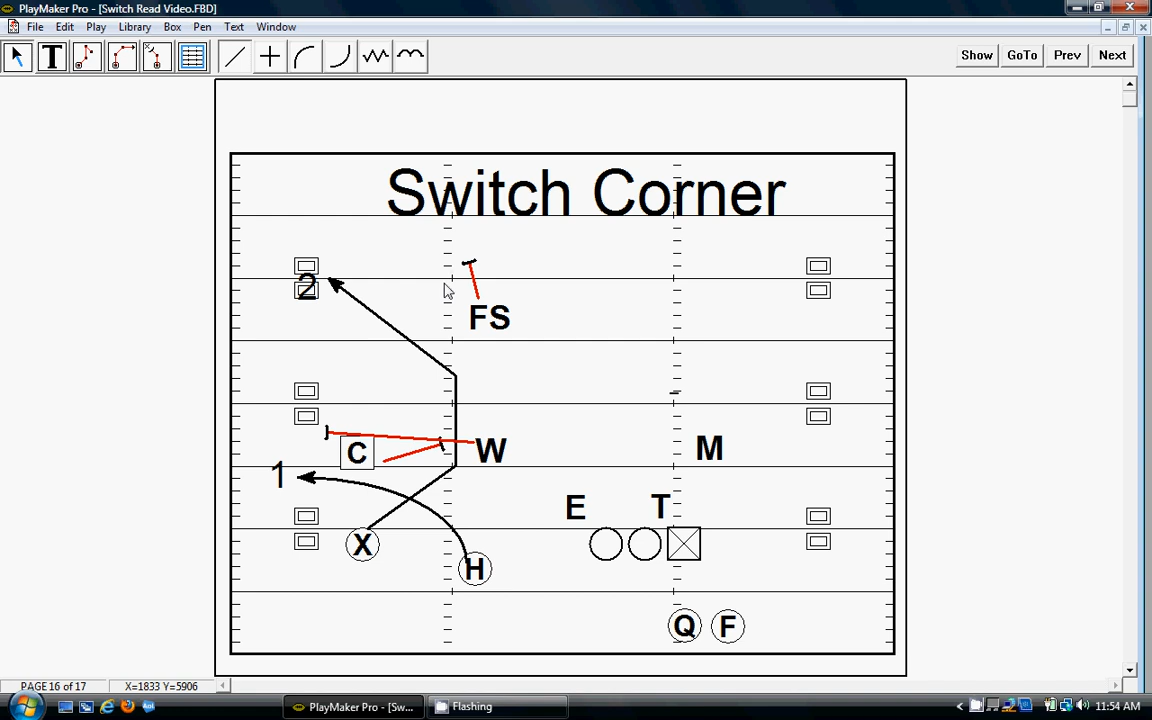 PlayMaker Pro - [Switch Read Video.FBD]
File Edit Play Library Box Pen Text Window
T Show GoTo Prev Next
Switch Corner
2
FS
C W M
1
E T
X H
Q F
PAGE 16 of 17 X=1833 Y=5906
PlayMaker Pro - [Sw... Flashing 11:54 AM